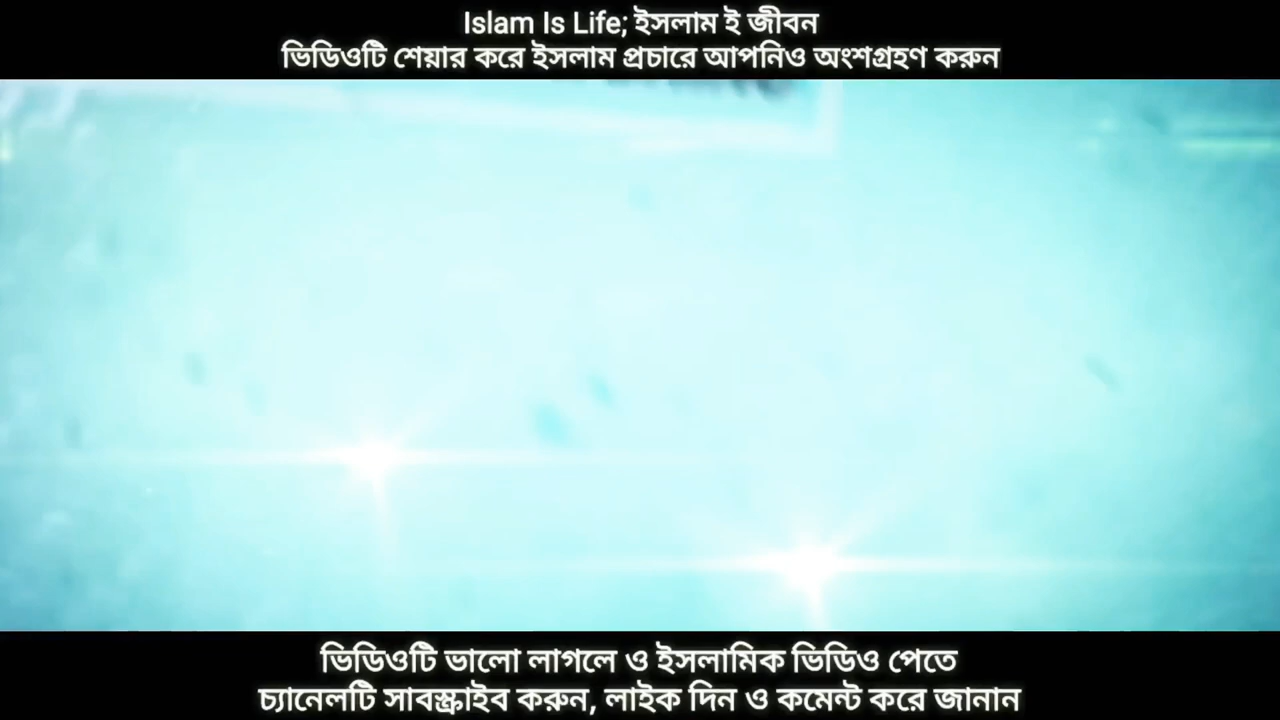 Islam Is Life; ইসলাম ই জীবন
ভিডিওটি শেয়ার করে ইসলাম প্রচারে আপনিও অংশগ্রহণ করুন
ভিডিওটি ভালো লাগলে ও ইসলামিক ভিডিও পেতে
চ্যানেলটি সাবস্ক্রাইব করুন, লাইক দিন ও কমেন্ট করে জানান